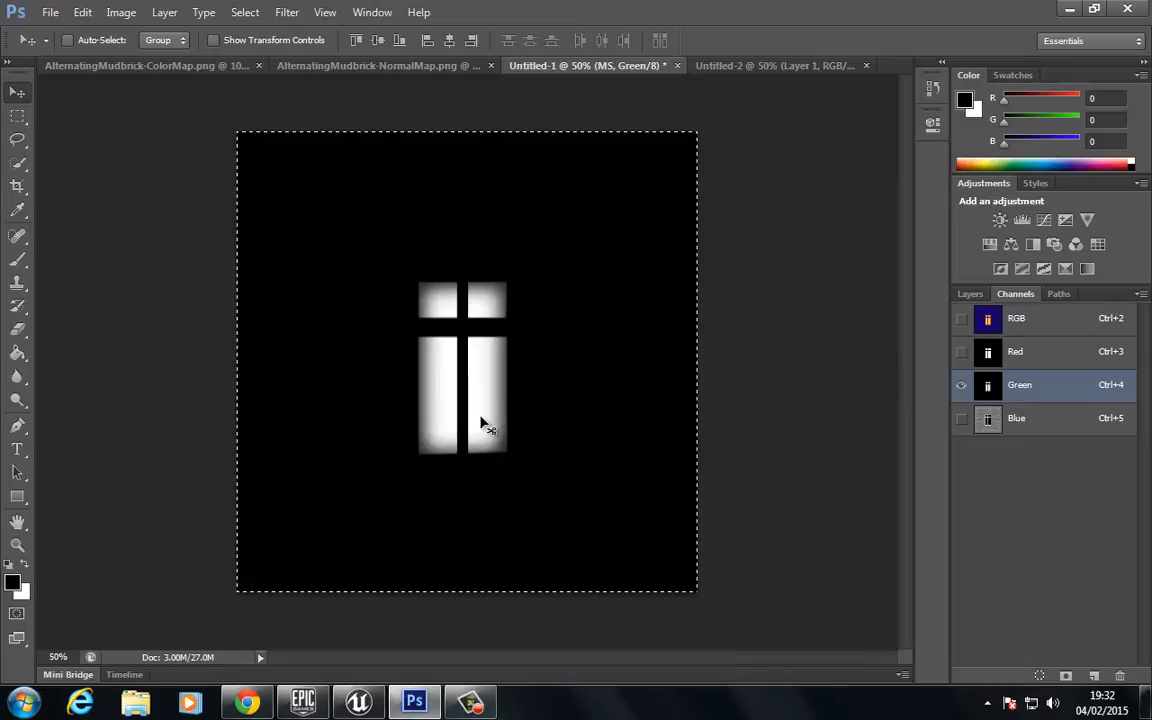 Ps File Edit Image Layer Type Select Filter View Window Help
Auto-Select: Group Show Transform Controls Essentials
AlternatingMudbrick-ColorMap.png @ 10... × AlternatingMudbrick-NormalMap.png @ ... × Untitled-1 @ 50% (MS, Green/8) * × Untitled-2 @ 50% (Layer 1, RGB/... ×
Color Swatches
R 0
G 0
B 0
Adjustments Styles
Add an adjustment
Layers Channels Paths
RGB Ctrl+2
Red Ctrl+3
Green Ctrl+4
Blue Ctrl+5
50% Doc: 3.00M/27.0M
Mini Bridge Timeline
EPIC GAMES Ps
19:32
04/02/2015